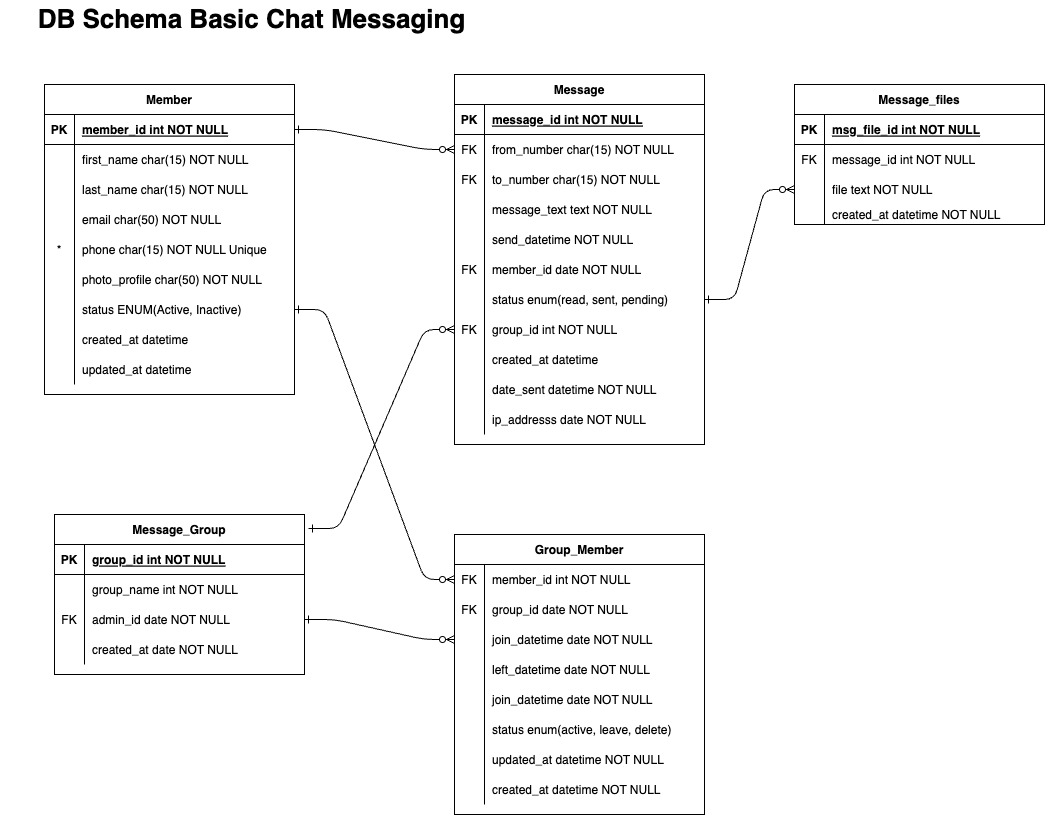 DB Schema Basic Chat Messaging
Member
PK member_id int NOT NULL
first_name char(15) NOT NULL
last_name char(15) NOT NULL
email char(50) NOT NULL
* phone char(15) NOT NULL Unique
photo_profile char(50) NOT NULL
status ENUM(Active, Inactive)
created_at datetime
updated_at datetime
Message
PK message_id int NOT NULL
FK from_number char(15) NOT NULL
FK to_number char(15) NOT NULL
message_text text NOT NULL
send_datetime NOT NULL
FK member_id date NOT NULL
status enum(read, sent, pending)
FK group_id int NOT NULL
created_at datetime
date_sent datetime NOT NULL
ip_addresss date NOT NULL
Message_files
PK msg_file_id int NOT NULL
FK message_id int NOT NULL
file text NOT NULL
created_at datetime NOT NULL
Message_Group
PK group_id int NOT NULL
group_name int NOT NULL
FK admin_id date NOT NULL
created_at date NOT NULL
Group_Member
FK member_id int NOT NULL
FK group_id date NOT NULL
join_datetime date NOT NULL
left_datetime date NOT NULL
join_datetime date NOT NULL
status enum(active, leave, delete)
updated_at datetime NOT NULL
created_at datetime NOT NULL